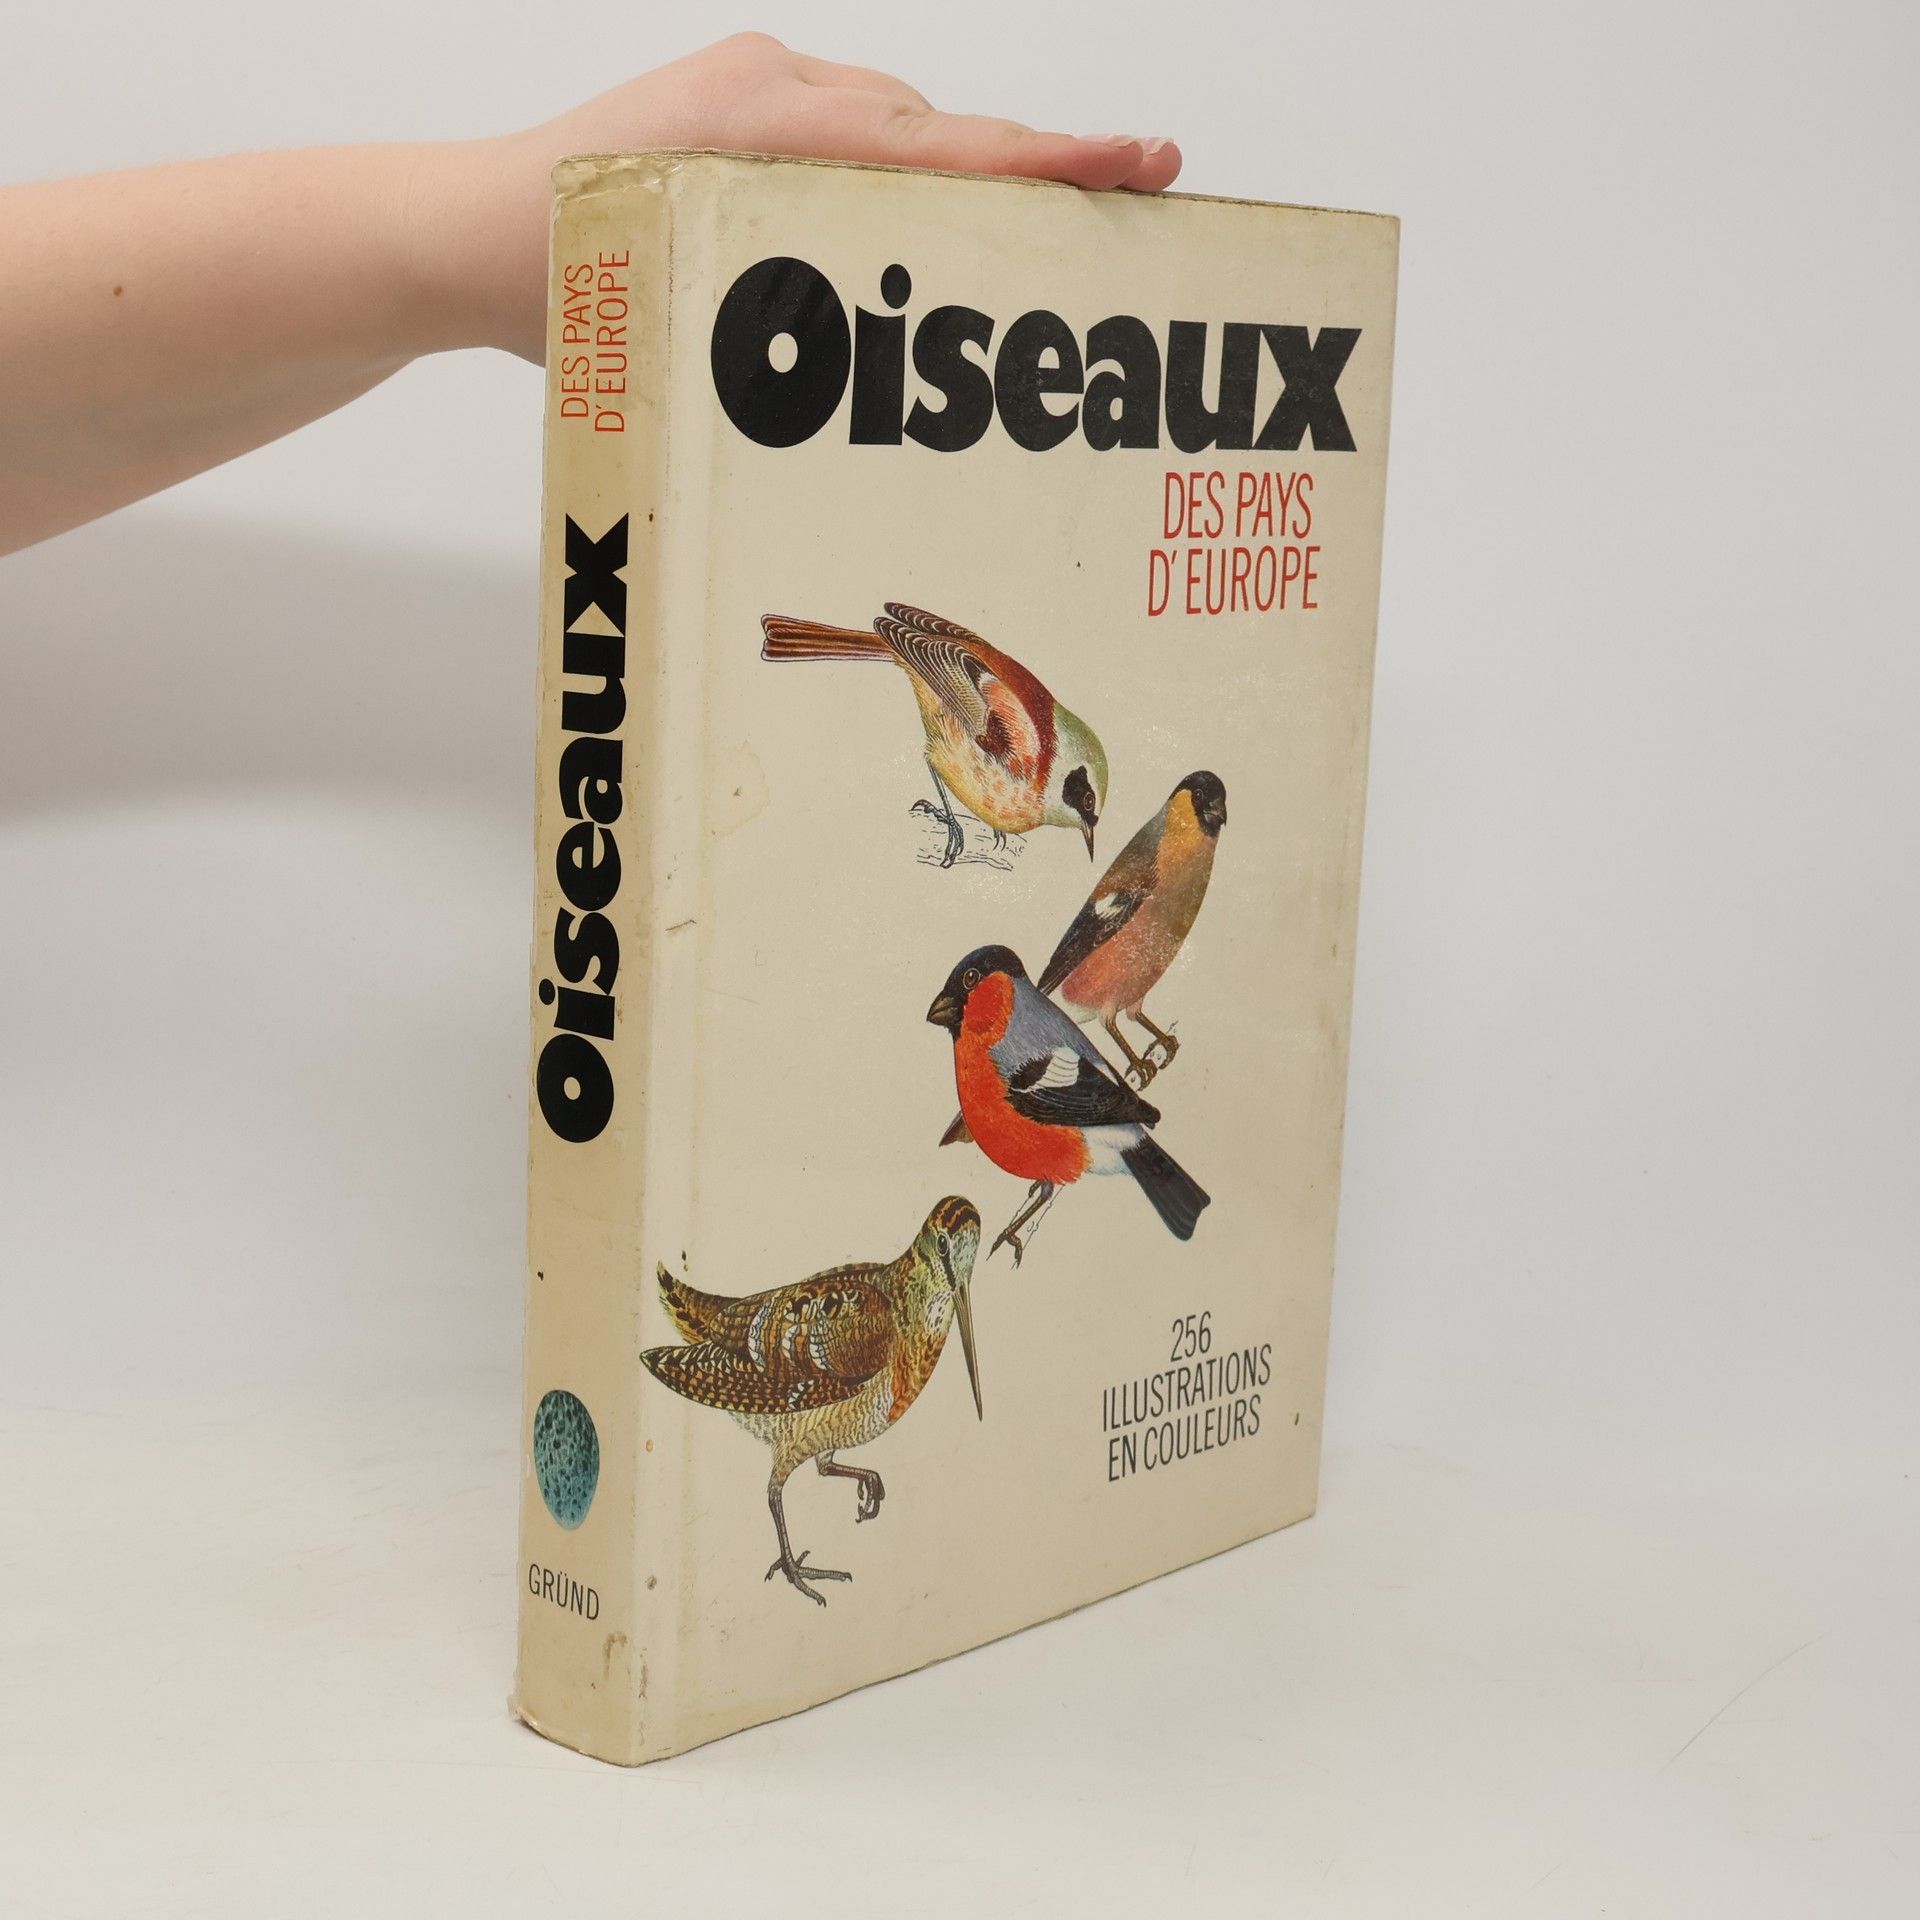 DES PAYS
D'EUROPE
Oiseaux
GRÜND
Oiseaux
DES PAYS
D'EUROPE
256
ILLUSTRATIONS
EN COULEURS